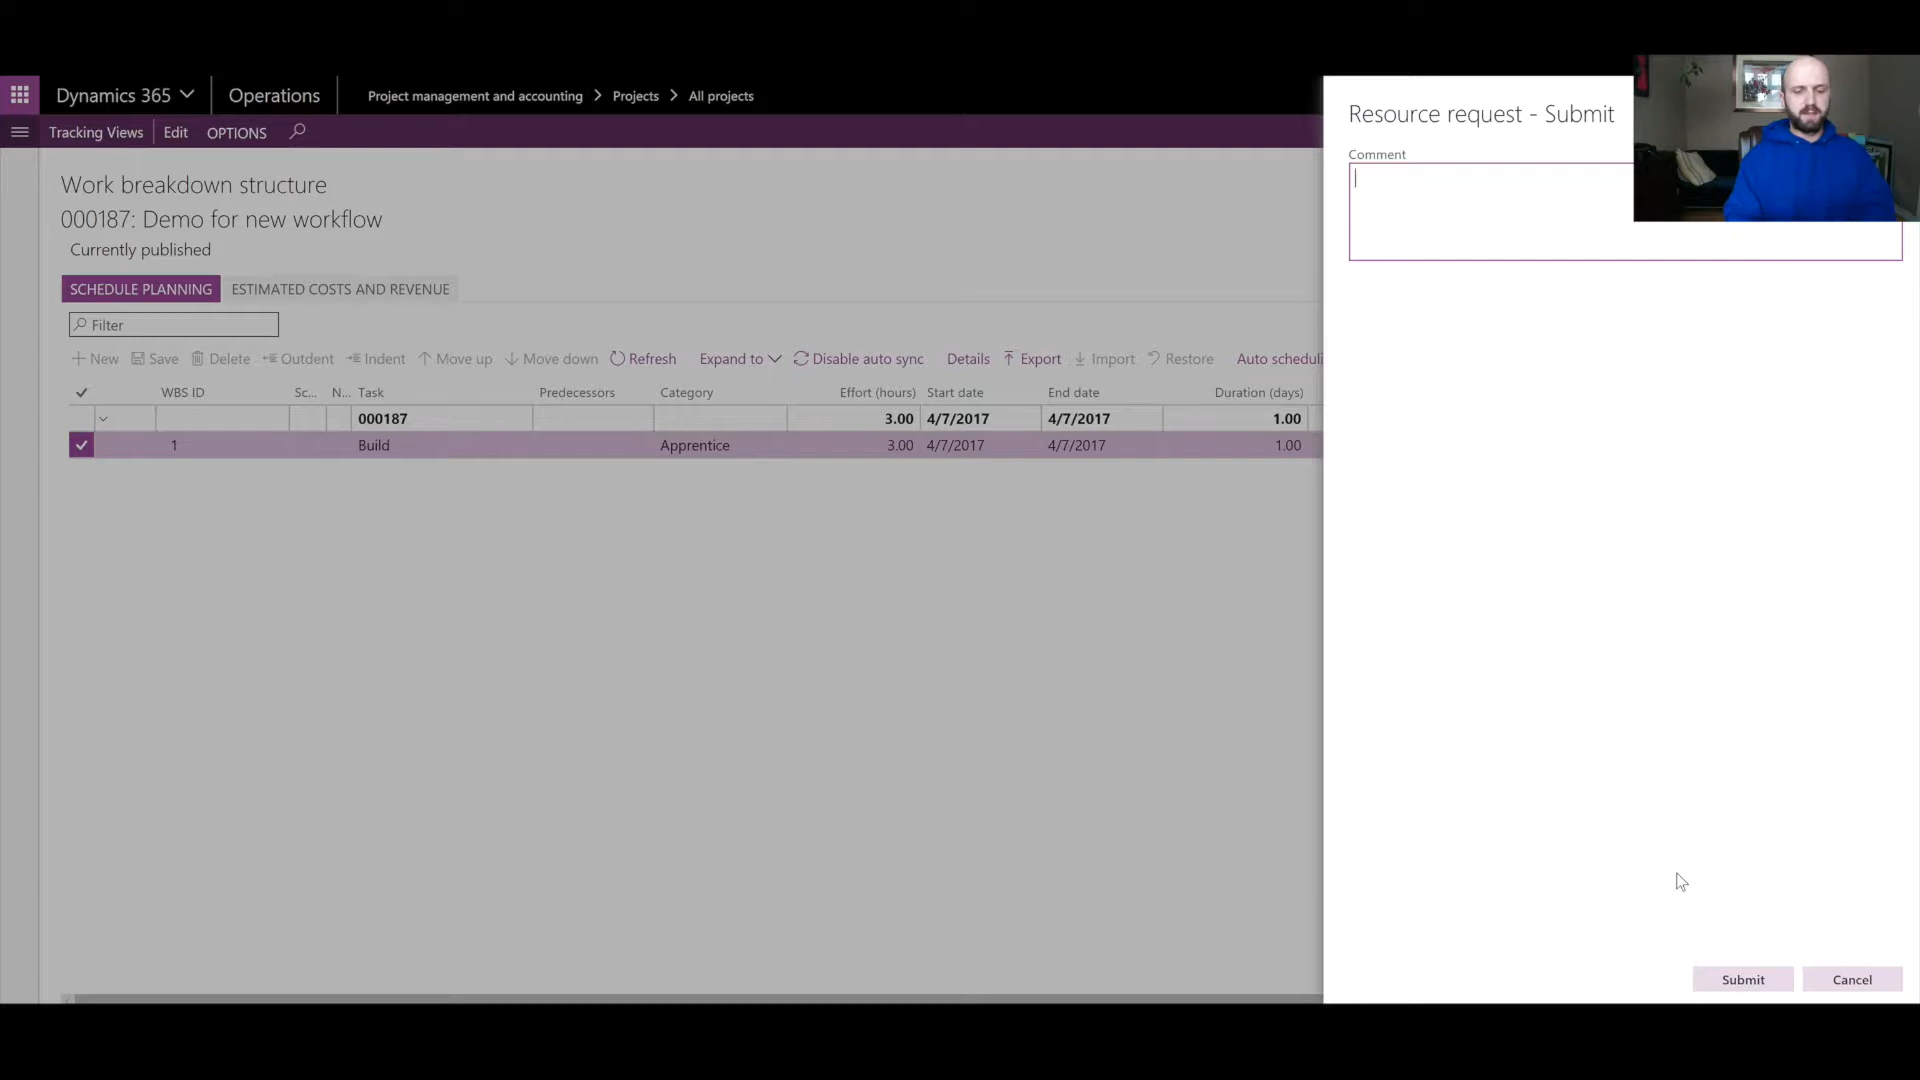 Dynamics 365
Operations
Project management and accounting > Projects > All projects
Tracking Views Edit OPTIONS
Resource request - Submit
Comment
Work breakdown structure
000187: Demo for new workflow
Currently published
SCHEDULE PLANNING ESTIMATED COSTS AND REVENUE
Filter
New Save Delete Outdent Indent Move up Move down Refresh Expand to Disable auto sync Details Export Import Restore Auto scheduli
WBS ID Sc... N... Task Predecessors Category Effort (hours) Start date End date Duration (days)
000187 3.00 4/7/2017 4/7/2017 1.00
1 Build Apprentice 3.00 4/7/2017 4/7/2017 1.00
Submit Cancel